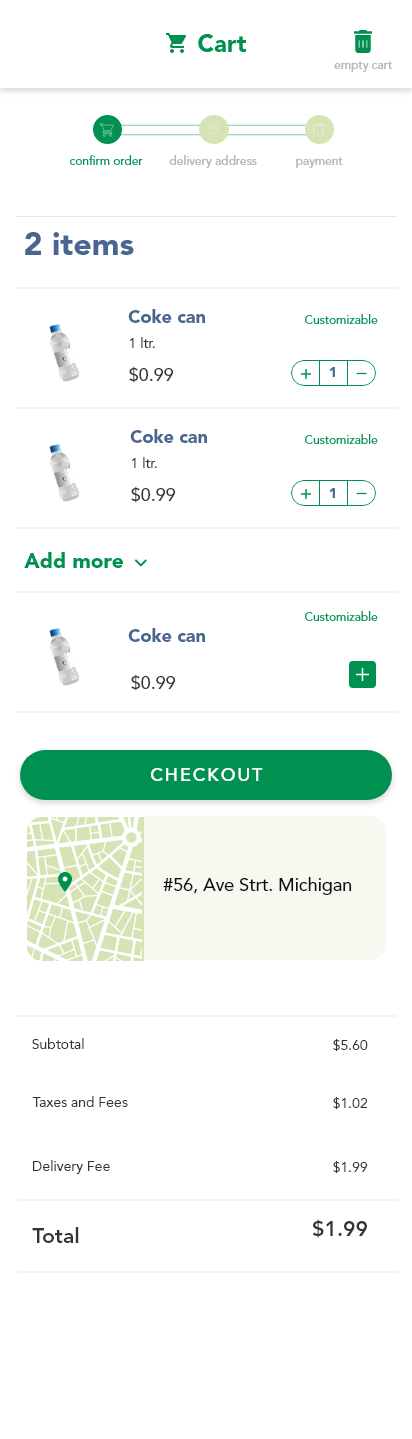 Cart
empty cart
confirm order delivery address payment
2 items
Coke can
Customizable
1 ltr.
$0.99
+ 1 −
Coke can
Customizable
1 ltr.
$0.99
+ 1 −
Add more
Customizable
Coke can
$0.99
+
CHECKOUT
#56, Ave Strt. Michigan
Subtotal $5.60
Taxes and Fees $1.02
Delivery Fee $1.99
Total $1.99